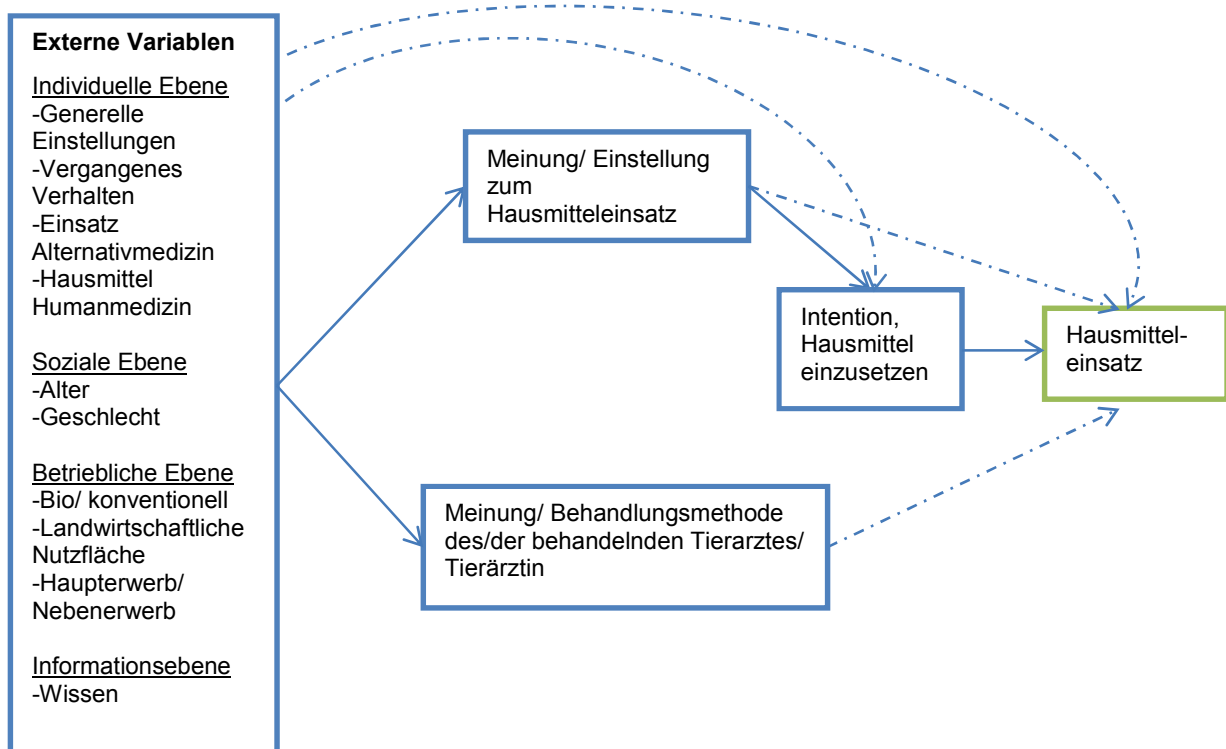 Externe Variablen
Individuelle Ebene
-Generelle
Einstellungen
-Vergangenes
Verhalten
-Einsatz
Alternativmedizin
-Hausmittel
Humanmedizin
Soziale Ebene
-Alter
-Geschlecht
Betriebliche Ebene
-Bio/ konventionell
-Landwirtschaftliche
Nutzfläche
-Haupterwerb/
Nebenerwerb
Informationsebene
-Wissen
Meinung/ Einstellung
zum
Hausmitteleinsatz
Meinung/ Behandlungsmethode
des/der behandelnden Tierarztes/
Tierärztin
Intention,
Hausmittel
einzusetzen
Hausmittel-
einsatz